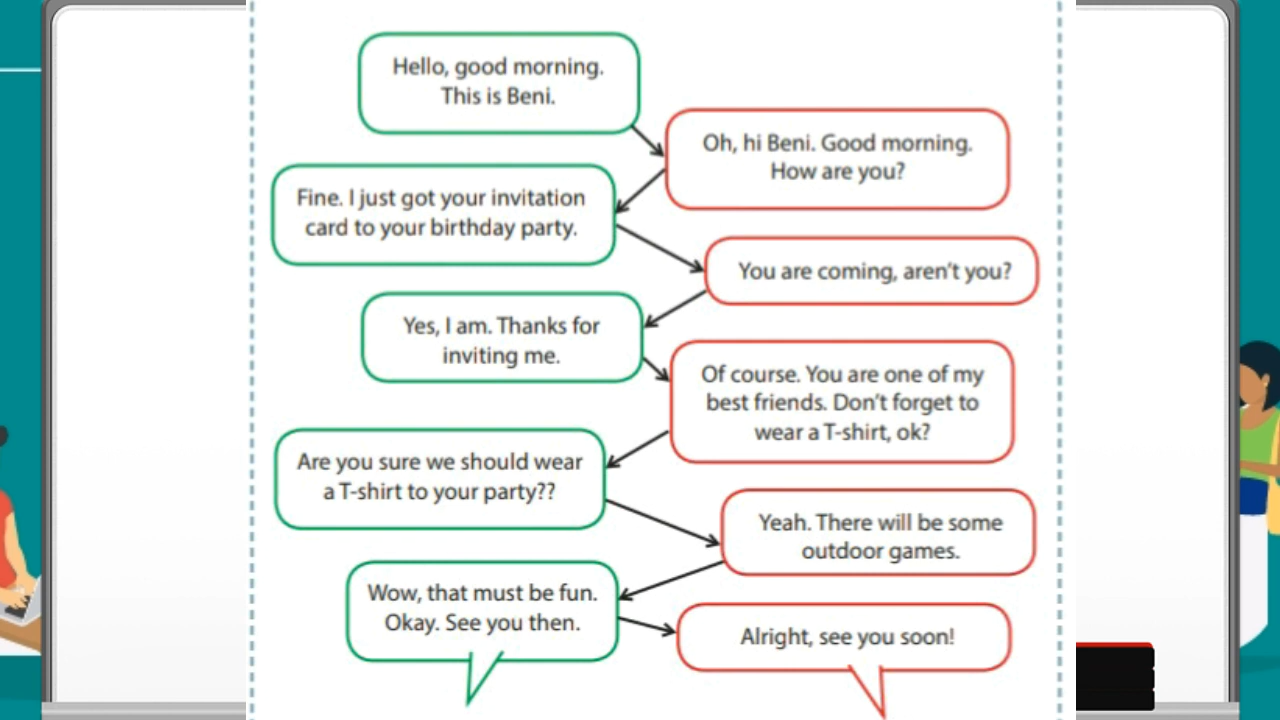 Hello, good morning.
This is Beni.
Oh, hi Beni. Good morning.
How are you?
Fine. I just got your invitation
card to your birthday party.
You are coming, aren't you?
Yes, I am. Thanks for
inviting me.
Of course. You are one of my
best friends. Don't forget to
wear a T-shirt, ok?
Are you sure we should wear
a T-shirt to your party??
Yeah. There will be some
outdoor games.
Wow, that must be fun.
Okay. See you then.
Alright, see you soon!